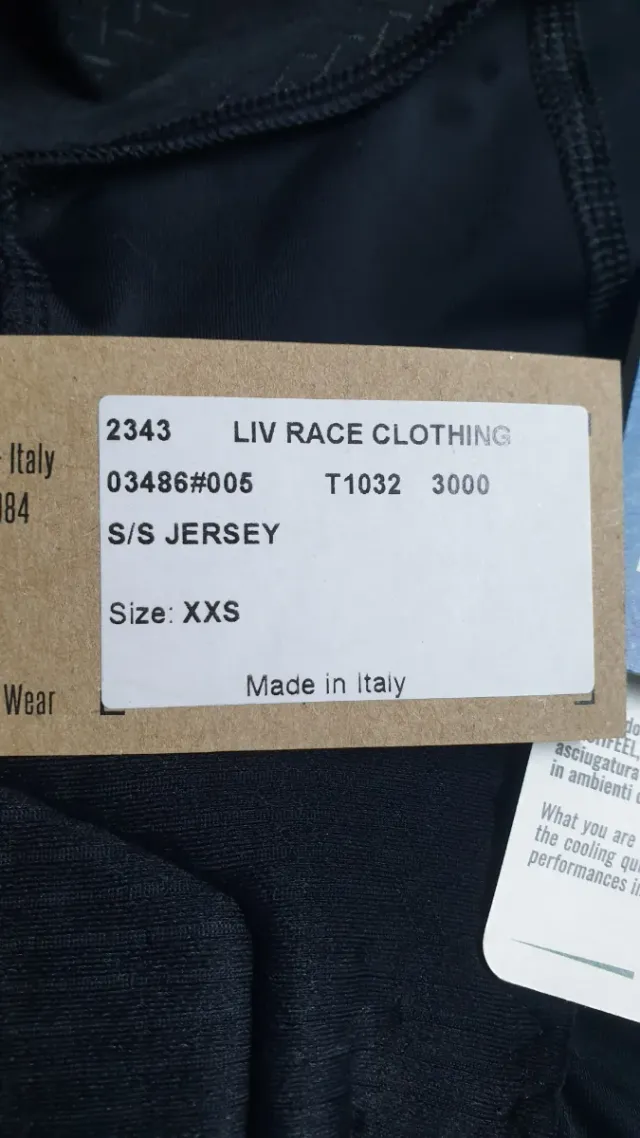 Italy
84
Wear
2343 LIV RACE CLOTHING
03486#005 T1032 3000
S/S JERSEY
Size: XXS
Made in Italy
asciugatura
in ambienti
What you are
the cooling
performances